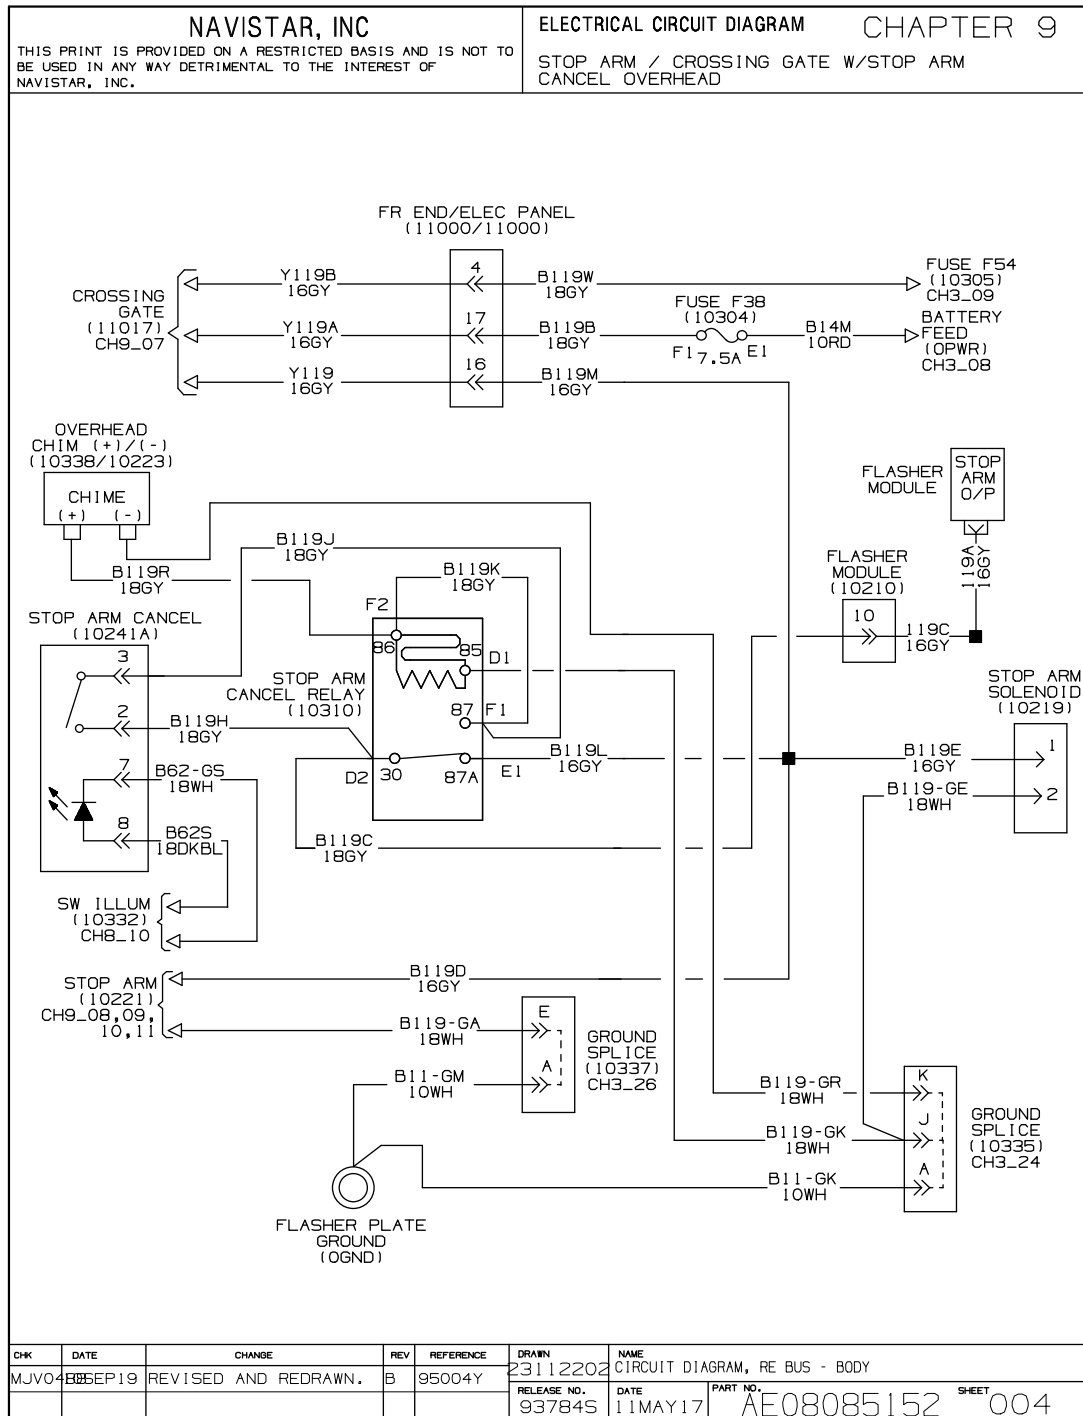 NAVISTAR, INC
THIS PRINT IS PROVIDED ON A RESTRICTED BASIS AND IS NOT TO
BE USED IN ANY WAY DETRIMENTAL TO THE INTEREST OF
NAVISTAR, INC.
ELECTRICAL CIRCUIT DIAGRAM
CHAPTER 9
STOP ARM / CROSSING GATE W/STOP ARM
CANCEL OVERHEAD
FR END/ELEC PANEL
(11000/11000)
CROSSING
GATE
(11017)
CH9_07
Y119B
16GY
4
B119W
18GY
FUSE F54
(10305)
CH3_09
Y119A
16GY
17
B119B
18GY
FUSE F38
(10304)
F1 7.5A E1
B14M
10RD
BATTERY
FEED
(OPWR)
CH3_08
Y119
16GY
16
B119M
16GY
OVERHEAD
CHIM (+)/(-)
(10338/10223)
CHIME
(+) (-)
B119R
18GY
B119J
18GY
B119K
18GY
FLASHER
MODULE
STOP
ARM
O/P
119A
16GY
FLASHER
MODULE
(10210)
10
119C
16GY
STOP ARM CANCEL
(10241A)
3
2
7
8
B119H
18GY
B62-GS
18WH
B62S
18DKBL
STOP ARM
CANCEL RELAY
(10310)
F2
86
85
D1
87
F1
D2
30
87A
E1
B119L
16GY
B119C
18GY
STOP ARM
SOLENOID
(10219)
B119E
16GY
1
B119-GE
18WH
2
SW ILLUM
(10332)
CH8_10
STOP ARM
(10221)
CH9_08,09,
10,11
B119D
16GY
B119-GA
18WH
E
B11-GM
10WH
A
GROUND
SPLICE
(10337)
CH3_26
B119-GR
18WH
K
B119-GK
18WH
J
B11-GK
10WH
A
GROUND
SPLICE
(10335)
CH3_24
FLASHER PLATE
GROUND
(OGND)
CHK DATE CHANGE REV REFERENCE
05SEP19 REVISED AND REDRAWN. B 95004Y
DRAWN
23112202
NAME
CIRCUIT DIAGRAM, RE BUS - BODY
RELEASE NO.
93784S
DATE
11MAY17
PART NO.
AE08085152
SHEET
004